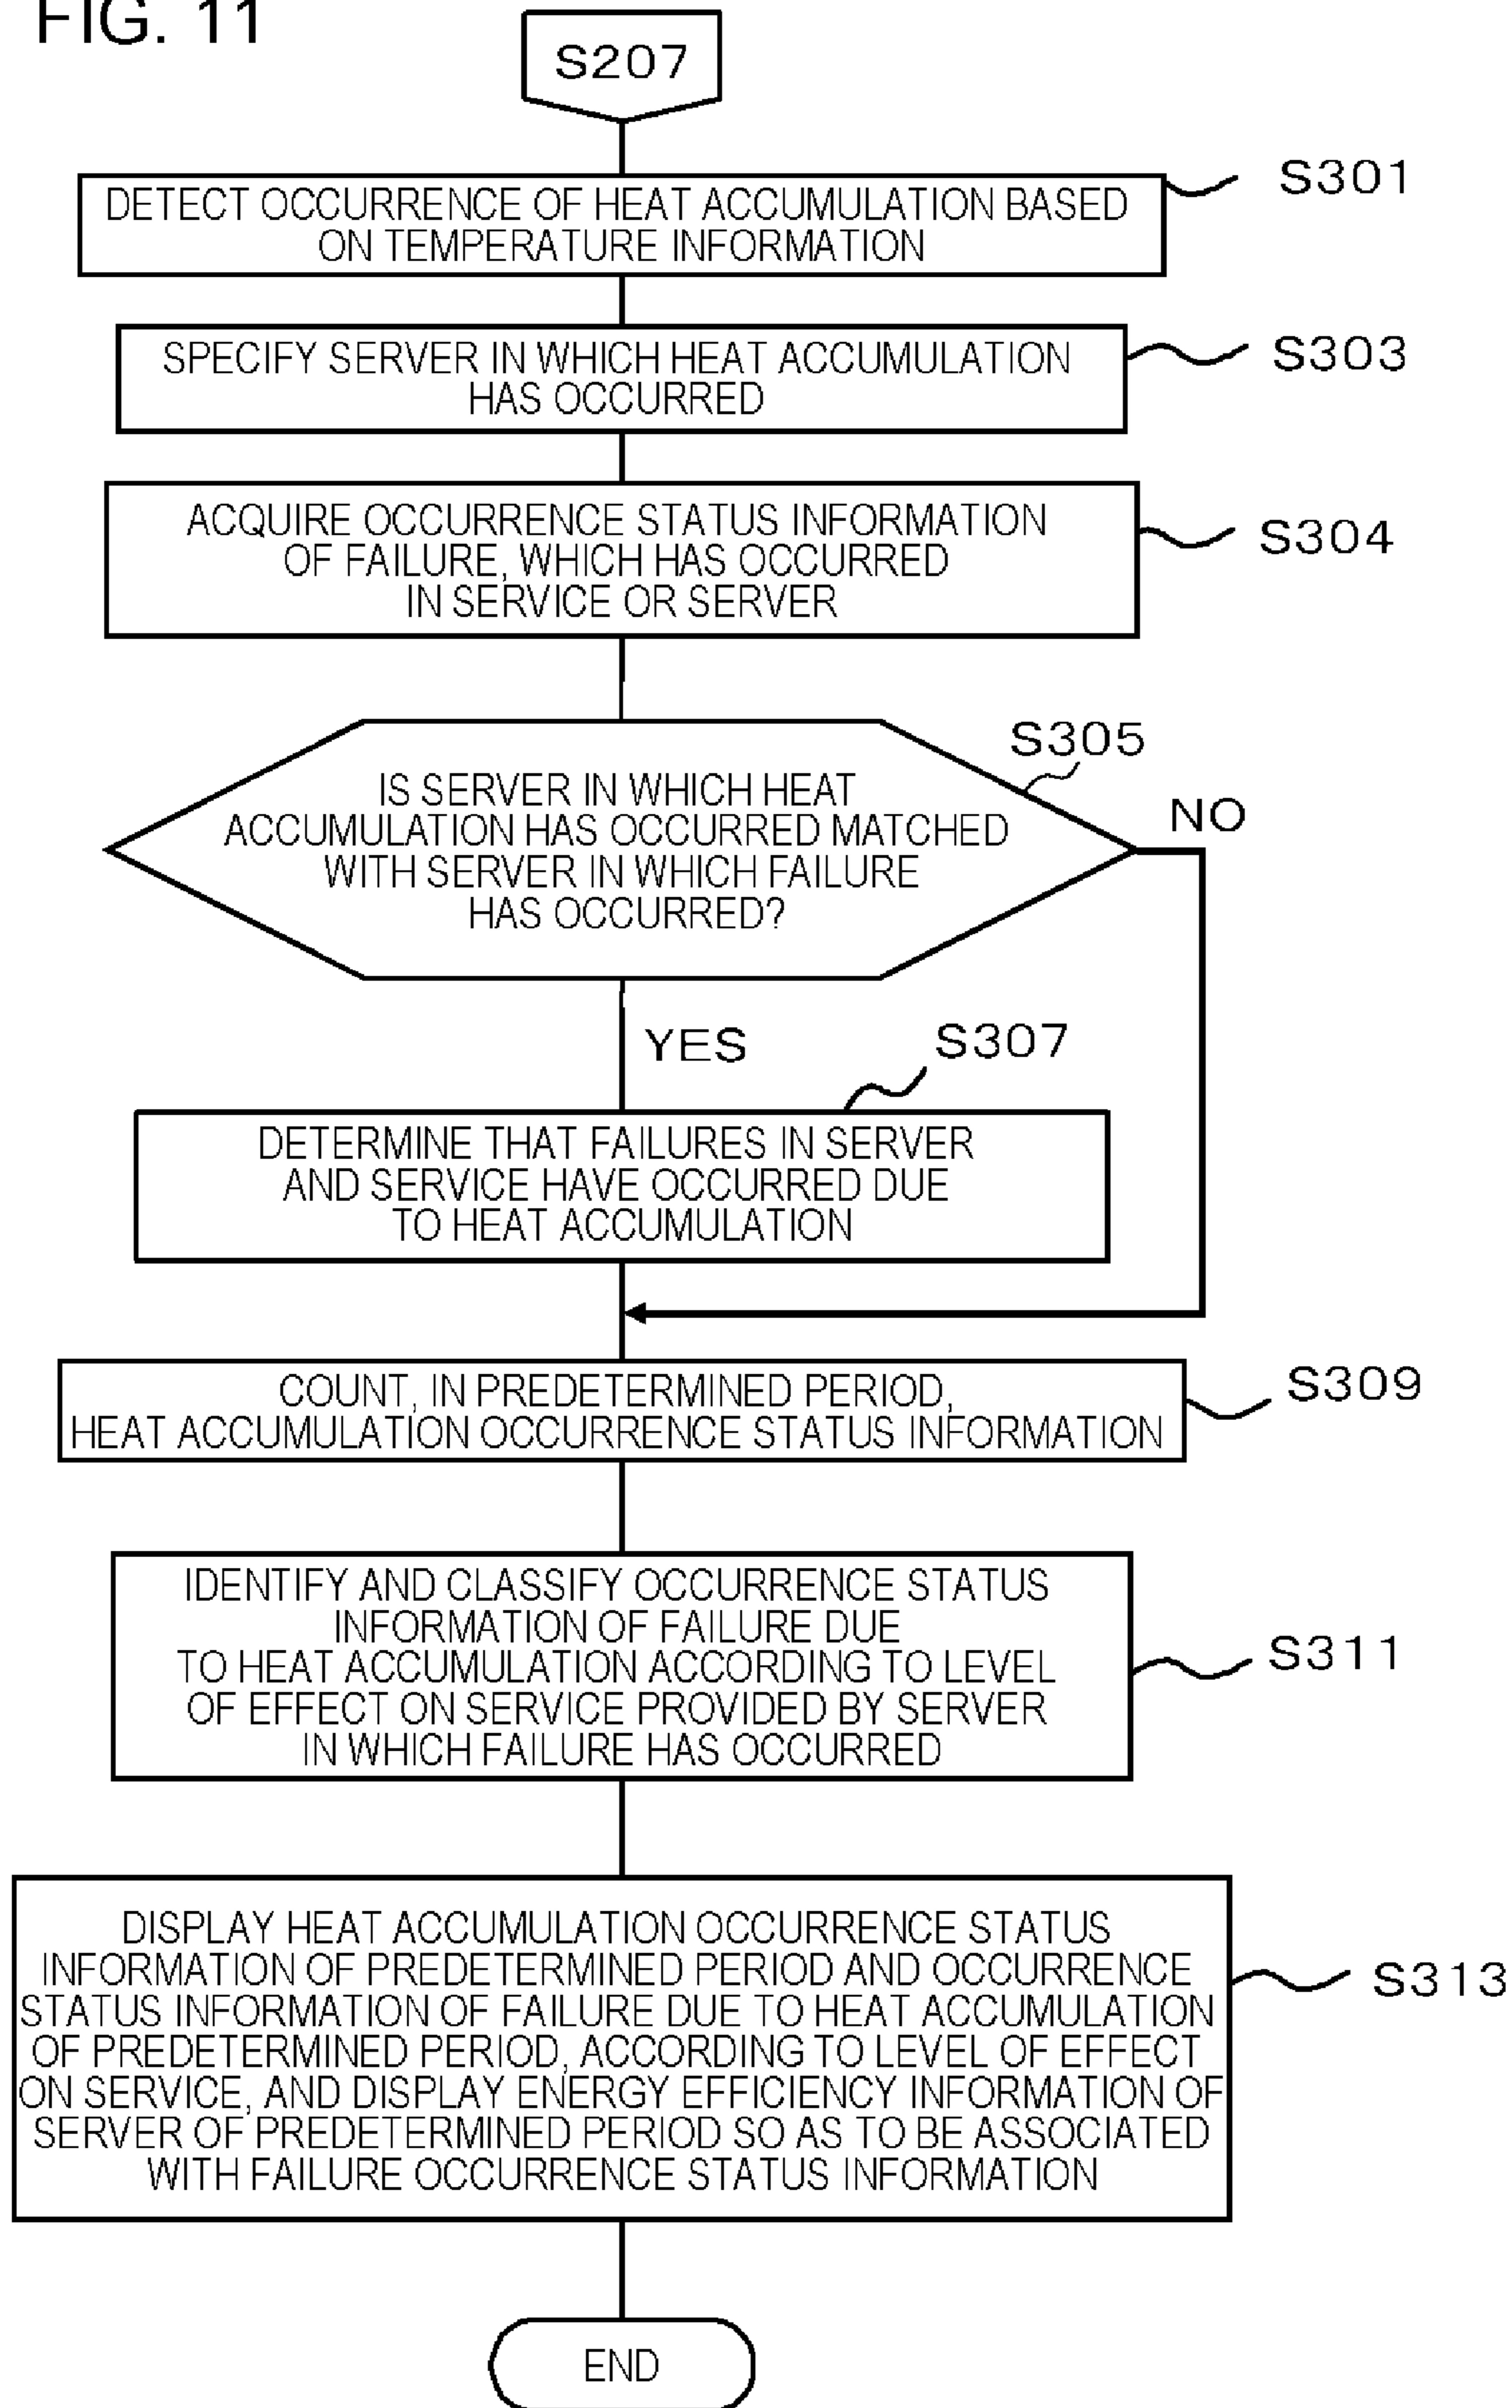 FIG. 11
S207
S301
DETECT OCCURRENCE OF HEAT ACCUMULATION BASED
ON TEMPERATURE INFORMATION
S303
SPECIFY SERVER IN WHICH HEAT ACCUMULATION
HAS OCCURRED
S304
ACQUIRE OCCURRENCE STATUS INFORMATION
OF FAILURE, WHICH HAS OCCURRED
IN SERVICE OR SERVER
S305
IS SERVER IN WHICH HEAT
ACCUMULATION HAS OCCURRED MATCHED
WITH SERVER IN WHICH FAILURE
HAS OCCURRED?
NO
YES
S307
DETERMINE THAT FAILURES IN SERVER
AND SERVICE HAVE OCCURRED DUE
TO HEAT ACCUMULATION
S309
COUNT, IN PREDETERMINED PERIOD,
HEAT ACCUMULATION OCCURRENCE STATUS INFORMATION
S311
IDENTIFY AND CLASSIFY OCCURRENCE STATUS
INFORMATION OF FAILURE DUE
TO HEAT ACCUMULATION ACCORDING TO LEVEL
OF EFFECT ON SERVICE PROVIDED BY SERVER
IN WHICH FAILURE HAS OCCURRED
S313
DISPLAY HEAT ACCUMULATION OCCURRENCE STATUS
INFORMATION OF PREDETERMINED PERIOD AND OCCURRENCE
STATUS INFORMATION OF FAILURE DUE TO HEAT ACCUMULATION
OF PREDETERMINED PERIOD, ACCORDING TO LEVEL OF EFFECT
ON SERVICE, AND DISPLAY ENERGY EFFICIENCY INFORMATION OF
SERVER OF PREDETERMINED PERIOD SO AS TO BE ASSOCIATED
WITH FAILURE OCCURRENCE STATUS INFORMATION
END